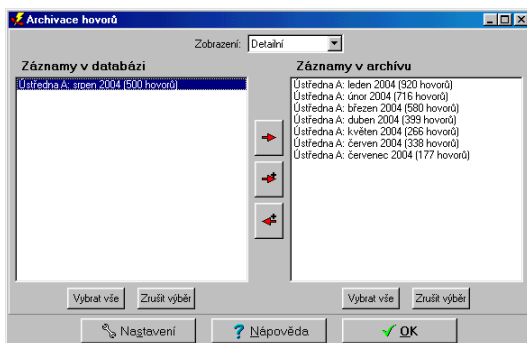 Archivace hovorů
Zobrazení: Detailní
Záznamy v databázi
Ústředna A: srpen 2004 (500 hovorů)
Vybrat vše
Zrušit výběr
Záznamy v archívu
Ústředna A: leden 2004 (920 hovorů)
Ústředna A: únor 2004 (716 hovorů)
Ústředna A: březen 2004 (580 hovorů)
Ústředna A: duben 2004 (399 hovorů)
Ústředna A: květen 2004 (266 hovorů)
Ústředna A: červen 2004 (338 hovorů)
Ústředna A: červenec 2004 (177 hovorů)
Vybrat vše
Zrušit výběr
Nastavení
Nápověda
OK